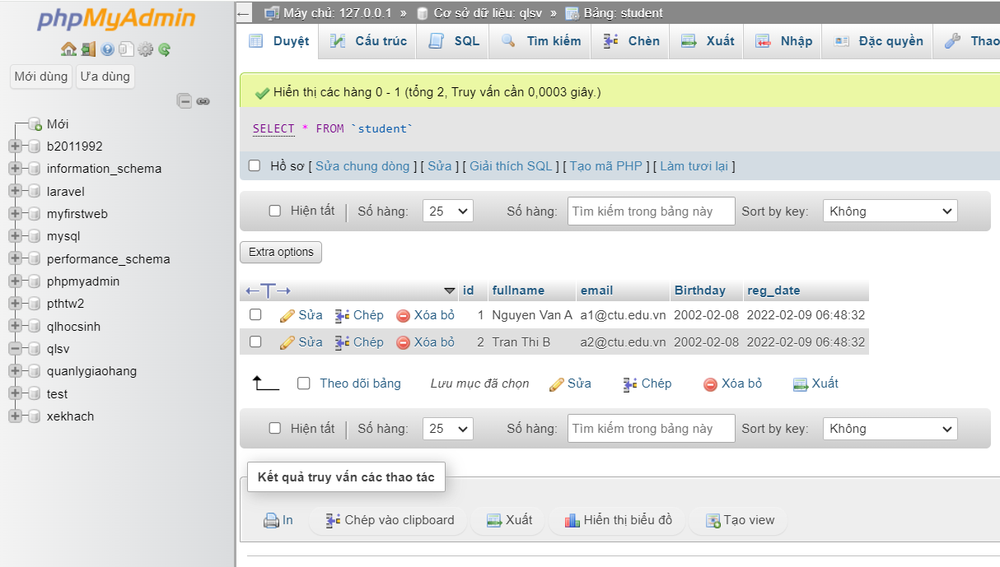 phpMyAdmin
Mới dùng Ưa dùng
Mới
b2011992
information_schema
laravel
myfirstweb
mysql
performance_schema
phpmyadmin
pthtw2
qlhocsinh
qlsv
quanlygiaohang
test
xekhach
Máy chủ: 127.0.0.1 » Cơ sở dữ liệu: qlsv » Bảng: student
Duyệt Cấu trúc SQL Tìm kiếm Chèn Xuất Nhập Đặc quyền Thao
Hiển thị các hàng 0 - 1 (tổng 2, Truy vấn cần 0,0003 giây.)
SELECT * FROM `student`
Hồ sơ [ Sửa chung dòng ] [ Sửa ] [ Giải thích SQL ] [ Tạo mã PHP ] [ Làm tươi lại ]
Hiện tất | Số hàng: 25 Số hàng: Tìm kiếm trong bảng này Sort by key: Không
Extra options
←T→ id fullname email Birthday reg_date
Sửa Chép Xóa bỏ 1 Nguyen Van A a1@ctu.edu.vn 2002-02-08 2022-02-09 06:48:32
Sửa Chép Xóa bỏ 2 Tran Thi B a2@ctu.edu.vn 2002-02-08 2022-02-09 06:48:32
Theo dõi bảng Lưu mục đã chọn Sửa Chép Xóa bỏ Xuất
Hiện tất | Số hàng: 25 Số hàng: Tìm kiếm trong bảng này Sort by key: Không
Kết quả truy vấn các thao tác
In Chép vào clipboard Xuất Hiển thị biểu đồ Tạo view